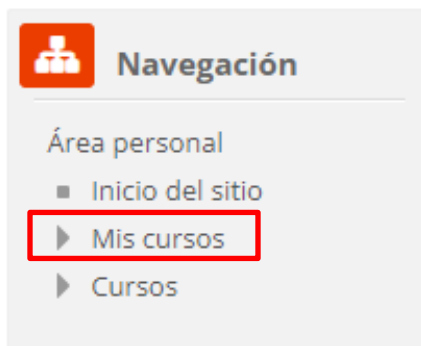 Navegación
Área personal
Inicio del sitio
Mis cursos
Cursos